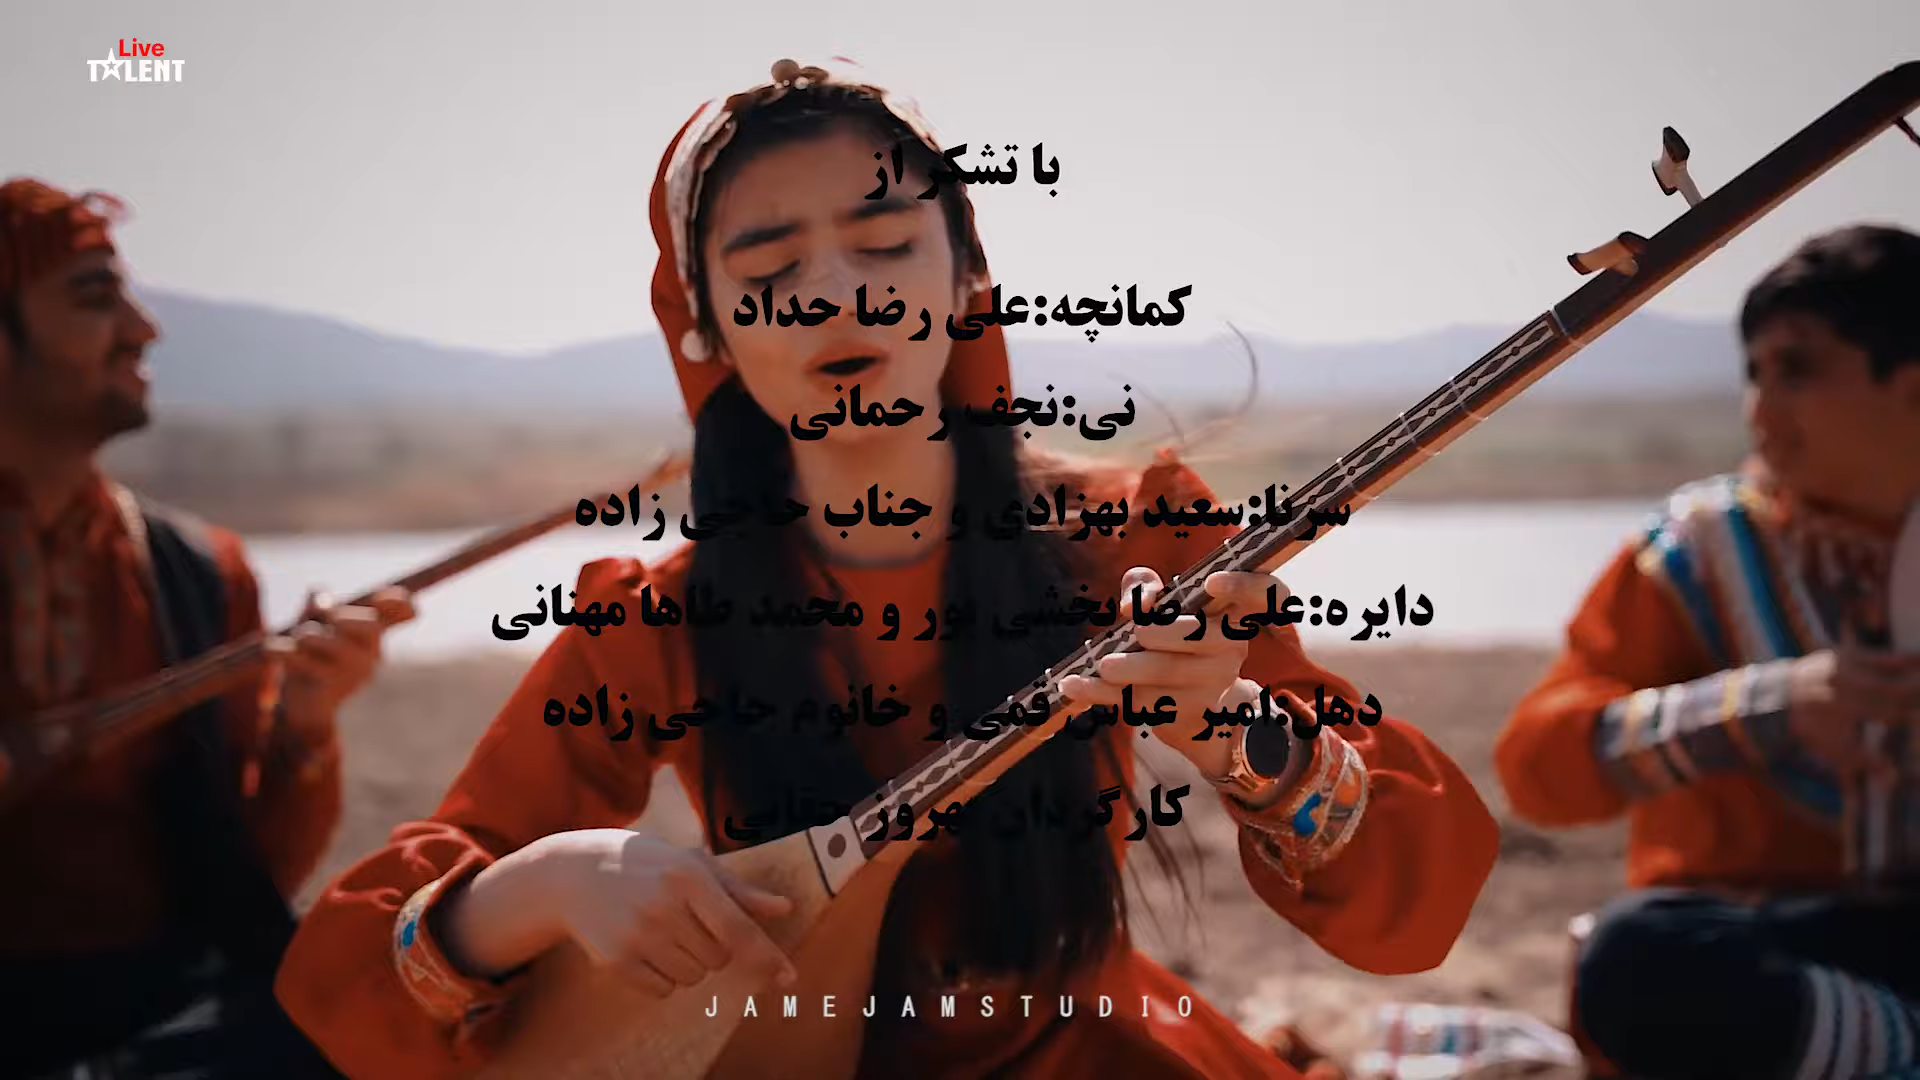 Live
TALENT
با تشکر از
کمانچه:علی رضا حداد
نی:نجف رحمانی
سرنا:سعید بهزادی و جناب حاجی زاده
دایره:علی رضا بخشی پور و محمد طاها مهنانی
دهل:امیر عباس قمی و خانوم حاجی زاده
کارگردان بهروز
JAMEJAMSTUDIO